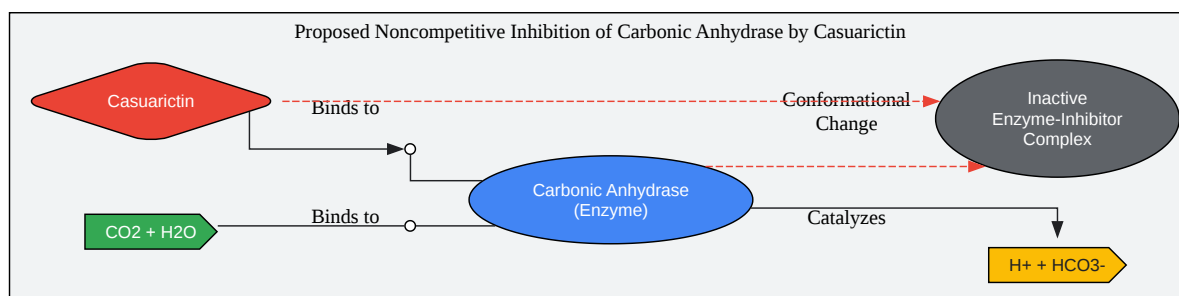 Proposed Noncompetitive Inhibition of Carbonic Anhydrase by Casuarictin
Casuarictin
Binds to
Conformational
Change
Inactive
Enzyme-Inhibitor
Complex
Carbonic Anhydrase
(Enzyme)
CO2 + H2O
Binds to
Catalyzes
H+ + HCO3-